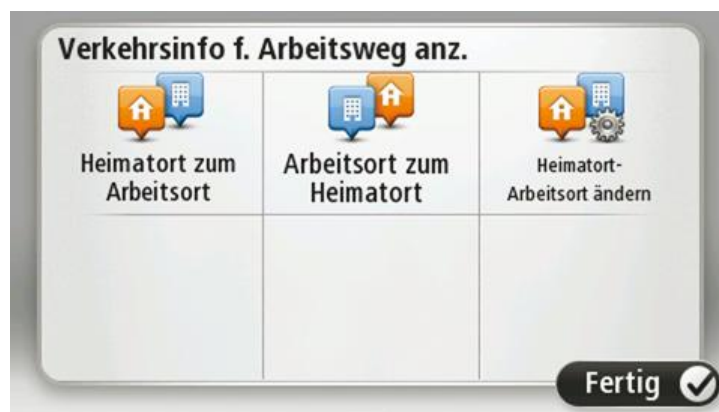 Verkehrsinfo f. Arbeitsweg anz.
Heimatort zum
Arbeitsort
Arbeitsort zum
Heimatort
Heimatort-
Arbeitsort ändern
Fertig